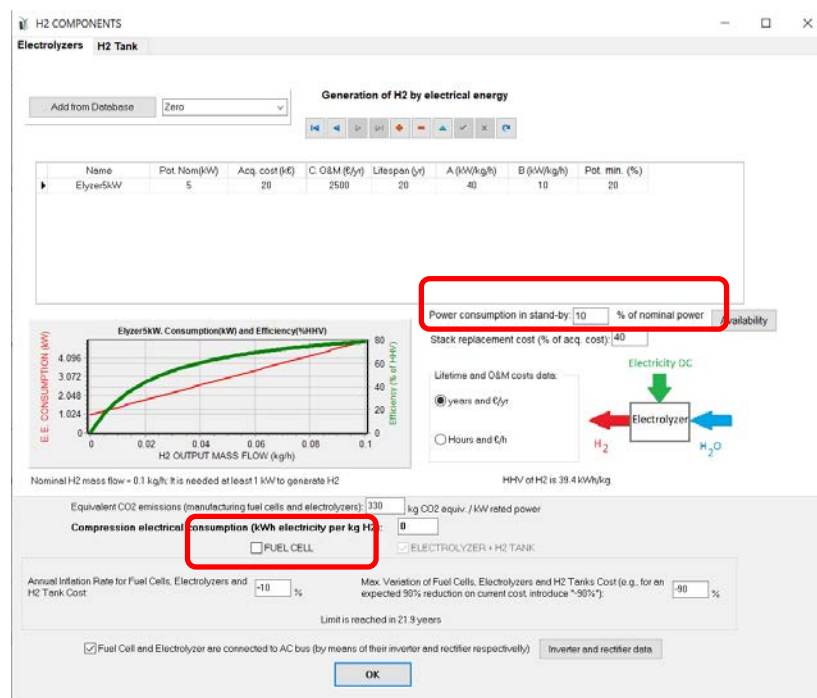 H2 COMPONENTS
Electrolyzers H2 Tank
Generation of H2 by electrical energy
Add from Database Zero
Name Pot. Nom(kW) Acq. cost (k€) C. O&M (€/yr) Lifespan (yr) A (kW/kg/h) B (kW/kg/h) Pot. min. (%)
Elyzer5kW 5 20 2500 20 40 10 20
Power consumption in stand-by: 10 % of nominal power Availability
Stack replacement cost (% of acq. cost): 40
Elyzer5kW. Consumption(kW) and Efficiency(%HHV)
E.E. CONSUMPTION (kW)
4.096
3.072
2.048
1.024
0
80
60
40
20
0
Efficiency (% of HHV)
0 0.02 0.04 0.06 0.08 0.1
H2 OUTPUT MASS FLOW (kg/h)
Lifetime and O&M costs data:
years and €/yr
Hours and €/h
Electricity DC
Electrolyzer
H2
H2O
Nominal H2 mass flow = 0.1 kg/h; It is needed at least 1 kW to generate H2
HHV of H2 is 39.4 kWh/kg
Equivalent CO2 emissions (manufacturing fuel cells and electrolyzers): 330 kg CO2 equiv. / kW rated power
Compression electrical consumption (kWh electricity per kg H2): 0
FUEL CELL ELECTROLYZER + H2 TANK
Annual Inflation Rate for Fuel Cells, Electrolyzers and
H2 Tank Cost: -10 %
Max. Variation of Fuel Cells, Electrolyzers and H2 Tanks Cost (e.g., for an
expected 90% reduction on current cost, introduce "-90%"): -90 %
Limit is reached in 21.9 years
Fuel Cell and Electrolyzer are connected to AC bus (by means of their inverter and rectifier respectivelly) Inverter and rectifier data
OK